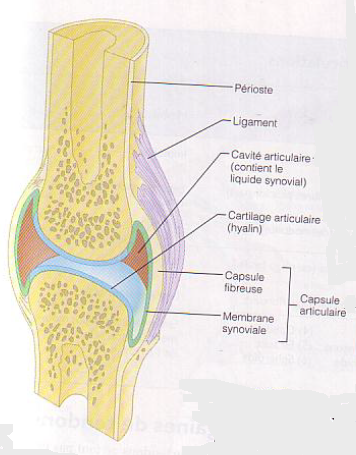 Périoste
Ligament
Cavité articulaire
(contient le
liquide synovial)
Cartilage articulaire
(hyalin)
Capsule
fibreuse
Membrane
synoviale
Capsule
articulaire